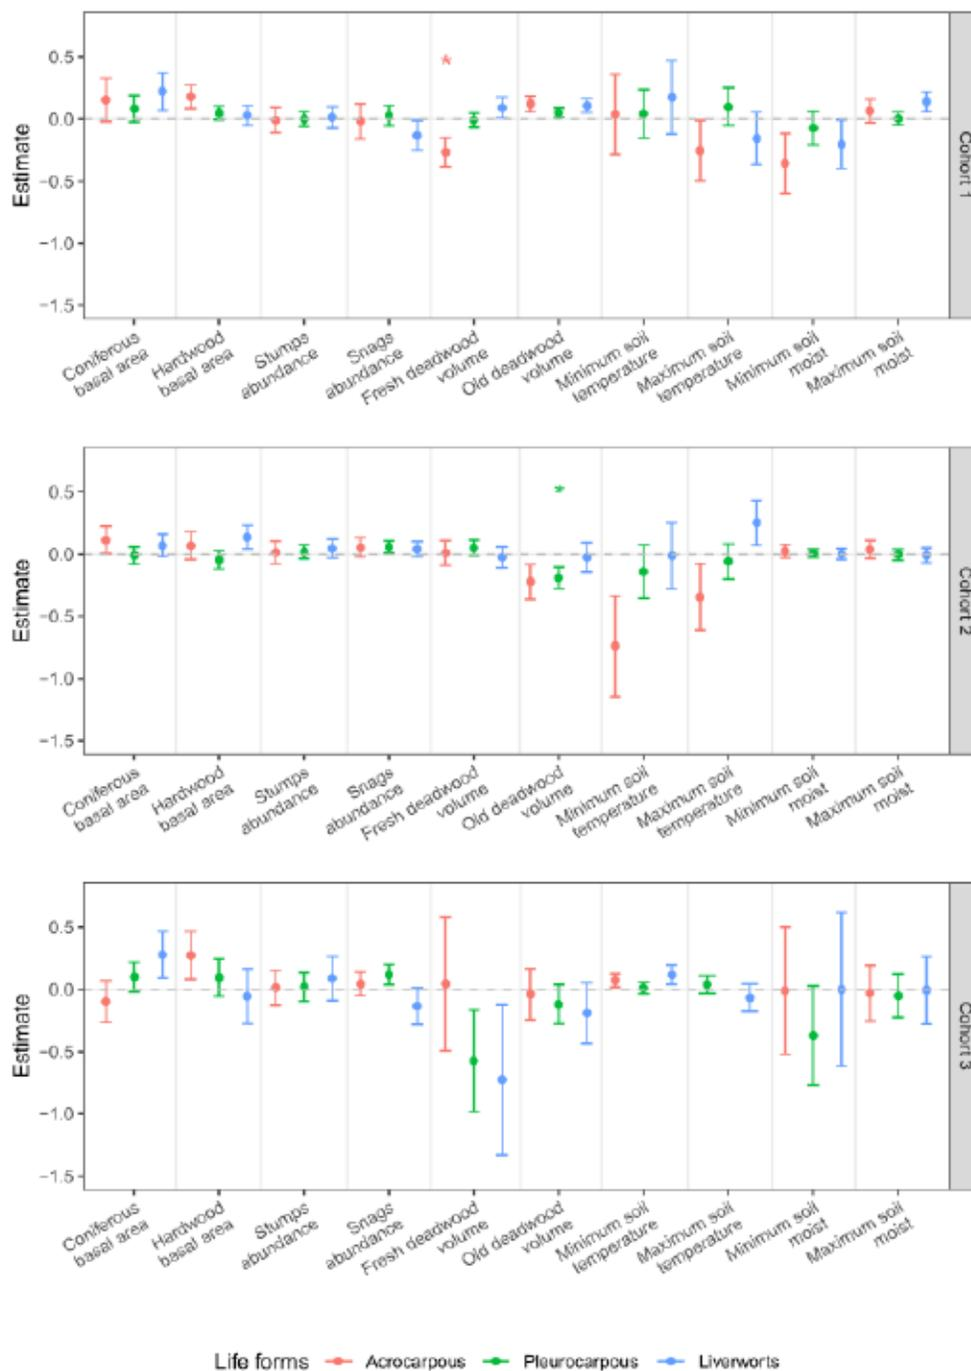 0.5
0.0
−0.5
−1.0
−1.5
Estimate
Cohort 1
*
Coniferous
basal area
Hardwood
basal area
Stumps
abundance
Snags
abundance
Fresh deadwood
volume
Old deadwood
volume
Minimum soil
temperature
Maximum soil
temperature
Minimum soil
moist
Maximum soil
moist
0.5
0.0
−0.5
−1.0
−1.5
Estimate
Cohort 2
*
Coniferous
basal area
Hardwood
basal area
Stumps
abundance
Snags
abundance
Fresh deadwood
volume
Old deadwood
volume
Minimum soil
temperature
Maximum soil
temperature
Minimum soil
moist
Maximum soil
moist
0.5
0.0
−0.5
−1.0
−1.5
Estimate
Cohort 3
Coniferous
basal area
Hardwood
basal area
Stumps
abundance
Snags
abundance
Fresh deadwood
volume
Old deadwood
volume
Minimum soil
temperature
Maximum soil
temperature
Minimum soil
moist
Maximum soil
moist
Life forms Acrocarpous Pleurocarpous Liverworts